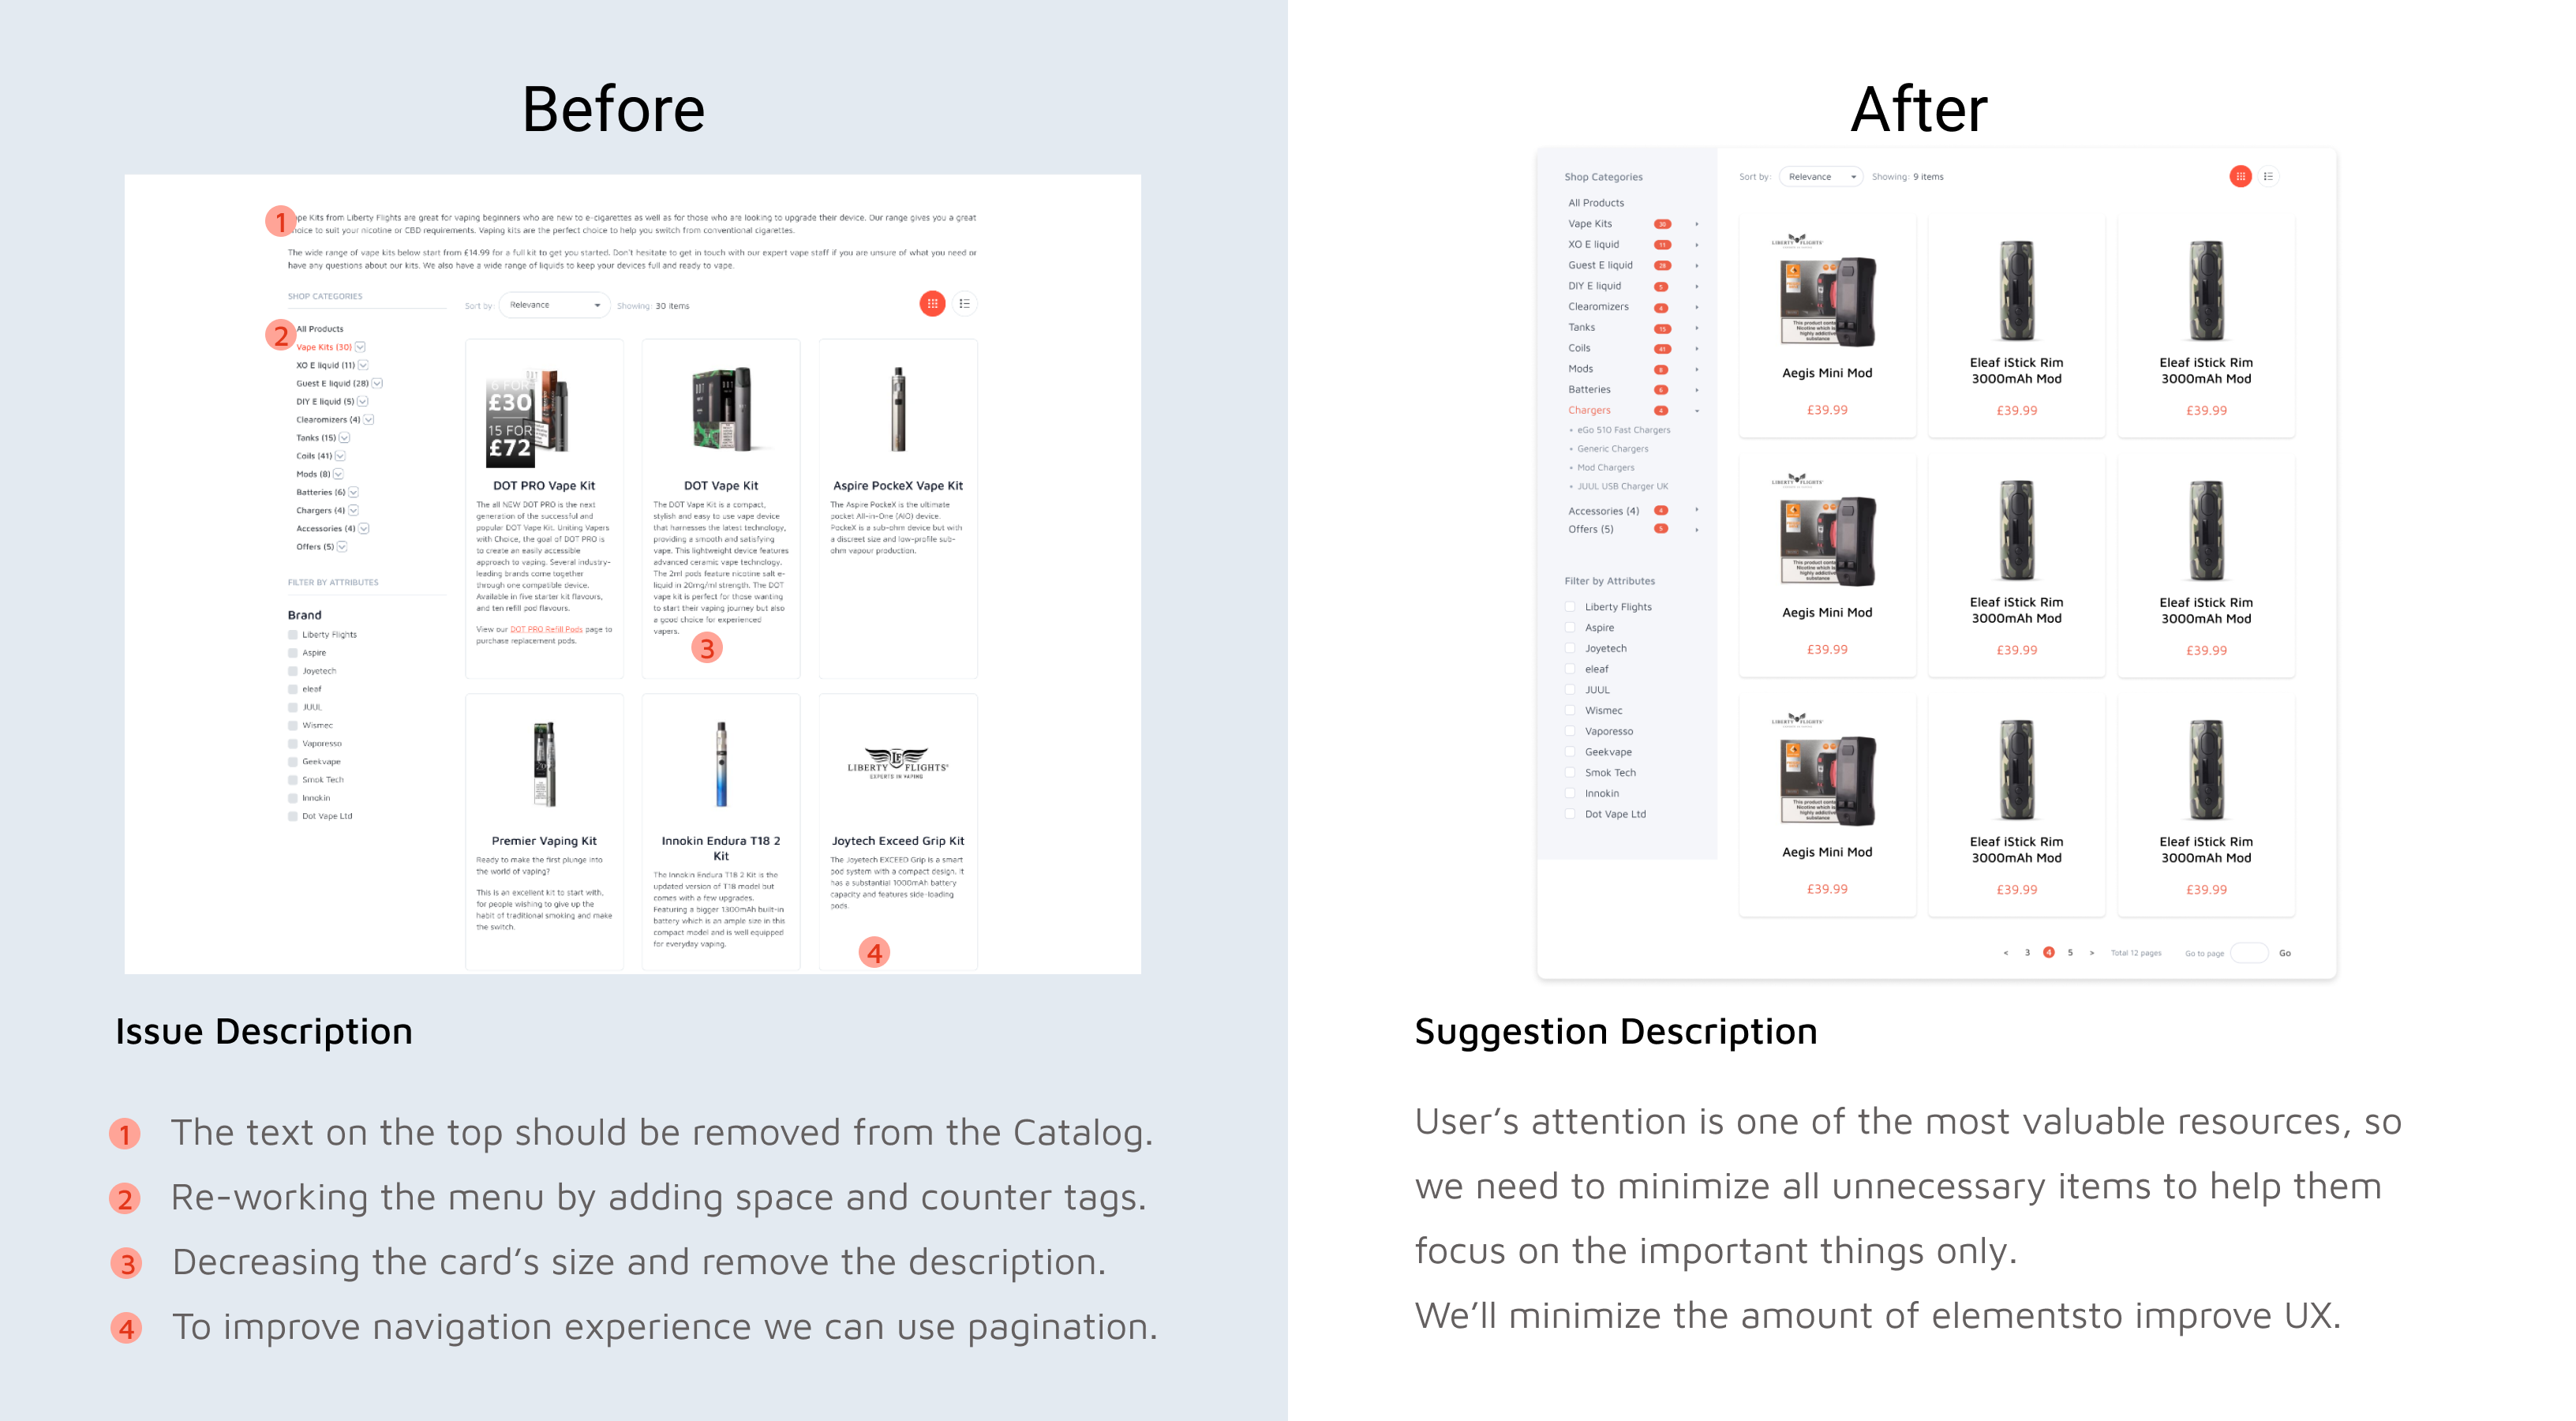 Before
1
pe Kits from Liberty Flights are great for vaping beginners who are new to e-cigarettes as well as for those who are looking to upgrade their device. Our range gives you a great
oice to suit your nicotine or CBD requirements. Vaping kits are the perfect choice to help you switch from conventional cigarettes.
The wide range of vape kits below start from £14.99 for a full kit to get you started. Don't hesitate to get in touch with our expert vape staff if you are unsure of what you need or
have any questions about our kits. We also have a wide range of liquids to keep your devices full and ready to vape.
SHOP CATEGORIES
2
All Products
Vape Kits (30)
XO E liquid (11)
Guest E liquid (28)
DIY E liquid (5)
Clearomizers (4)
Tanks (15)
Coils (41)
Mods (8)
Batteries (6)
Chargers (4)
Accessories (4)
Offers (5)
FILTER BY ATTRIBUTES
Brand
Liberty Flights
Aspire
Joyetech
eleaf
JUUL
Wismec
Vaporesso
Geekvape
Smok Tech
Innokin
Dot Vape Ltd
Sort by: Relevance Showing: 30 items
6 FOR
£30
15 FOR
£72
DOT PRO Vape Kit
The all NEW DOT PRO is the next
generation of the successful and
popular DOT Vape Kit. Uniting Vapers
with Choice, the goal of DOT PRO is
to create an easily accessible
approach to vaping. Several industry-
leading brands come together
through one compatible device.
Available in five starter kit flavours,
and ten refill pod flavours.
View our DOT PRO Refill Pods page to
purchase replacement pods.
DOT Vape Kit
The DOT Vape Kit is a compact,
stylish and easy to use vape device
that harnesses the latest technology,
providing a smooth and satisfying
vape. This lightweight device features
advanced ceramic vape technology.
The 2ml pods feature nicotine salt e-
liquid in 20mg/ml strength. The DOT
vape kit is perfect for those wanting
to start their vaping journey but also
a good choice for experienced
vapers.
3
Aspire PockeX Vape Kit
The Aspire PockeX is the ultimate
pocket All-in-One (AIO) device.
PockeX is a sub-ohm device but with
a discreet size and low-profile sub-
ohm vapour production.
Premier Vaping Kit
Ready to make the first plunge into
the world of vaping?
This is an excellent kit to start with,
for people wishing to give up the
habit of traditional smoking and make
the switch.
Innokin Endura T18 2
Kit
The Innokin Endura T18 2 Kit is the
updated version of T18 model but
comes with a few upgrades.
Featuring a bigger 1300mAh built-in
battery which is an ample size in this
compact model and is well equipped
for everyday vaping.
LIBERTY FLIGHTS
EXPERTS IN VAPING
Joytech Exceed Grip Kit
The Joyetech EXCEED Grip is a smart
pod system with a compact design. It
has a substantial 1000mAh battery
capacity and features side-loading
pods.
4
Issue Description
1 The text on the top should be removed from the Catalog.
2 Re-working the menu by adding space and counter tags.
3 Decreasing the card's size and remove the description.
4 To improve navigation experience we can use pagination.
After
Shop Categories
All Products
Vape Kits 30
XO E liquid 11
Guest E liquid 28
DIY E liquid 5
Clearomizers 4
Tanks 15
Coils 41
Mods 8
Batteries 6
Chargers 4
• eGo 510 Fast Chargers
• Generic Chargers
• Mod Chargers
• JUUL USB Charger UK
Accessories (4) 4
Offers (5) 5
Filter by Attributes
Liberty Flights
Aspire
Joyetech
eleaf
JUUL
Wismec
Vaporesso
Geekvape
Smok Tech
Innokin
Dot Vape Ltd
Sort by: Relevance Showing: 9 items
LIBERTY FLIGHTS
Aegis Mini Mod
£39.99
Eleaf iStick Rim
3000mAh Mod
£39.99
Eleaf iStick Rim
3000mAh Mod
£39.99
LIBERTY FLIGHTS
Aegis Mini Mod
£39.99
Eleaf iStick Rim
3000mAh Mod
£39.99
Eleaf iStick Rim
3000mAh Mod
£39.99
LIBERTY FLIGHTS
Aegis Mini Mod
£39.99
Eleaf iStick Rim
3000mAh Mod
£39.99
Eleaf iStick Rim
3000mAh Mod
£39.99
< 3 4 5 > Total 12 pages Go to page Go
Suggestion Description
User's attention is one of the most valuable resources, so
we need to minimize all unnecessary items to help them
focus on the important things only.
We'll minimize the amount of elementsto improve UX.